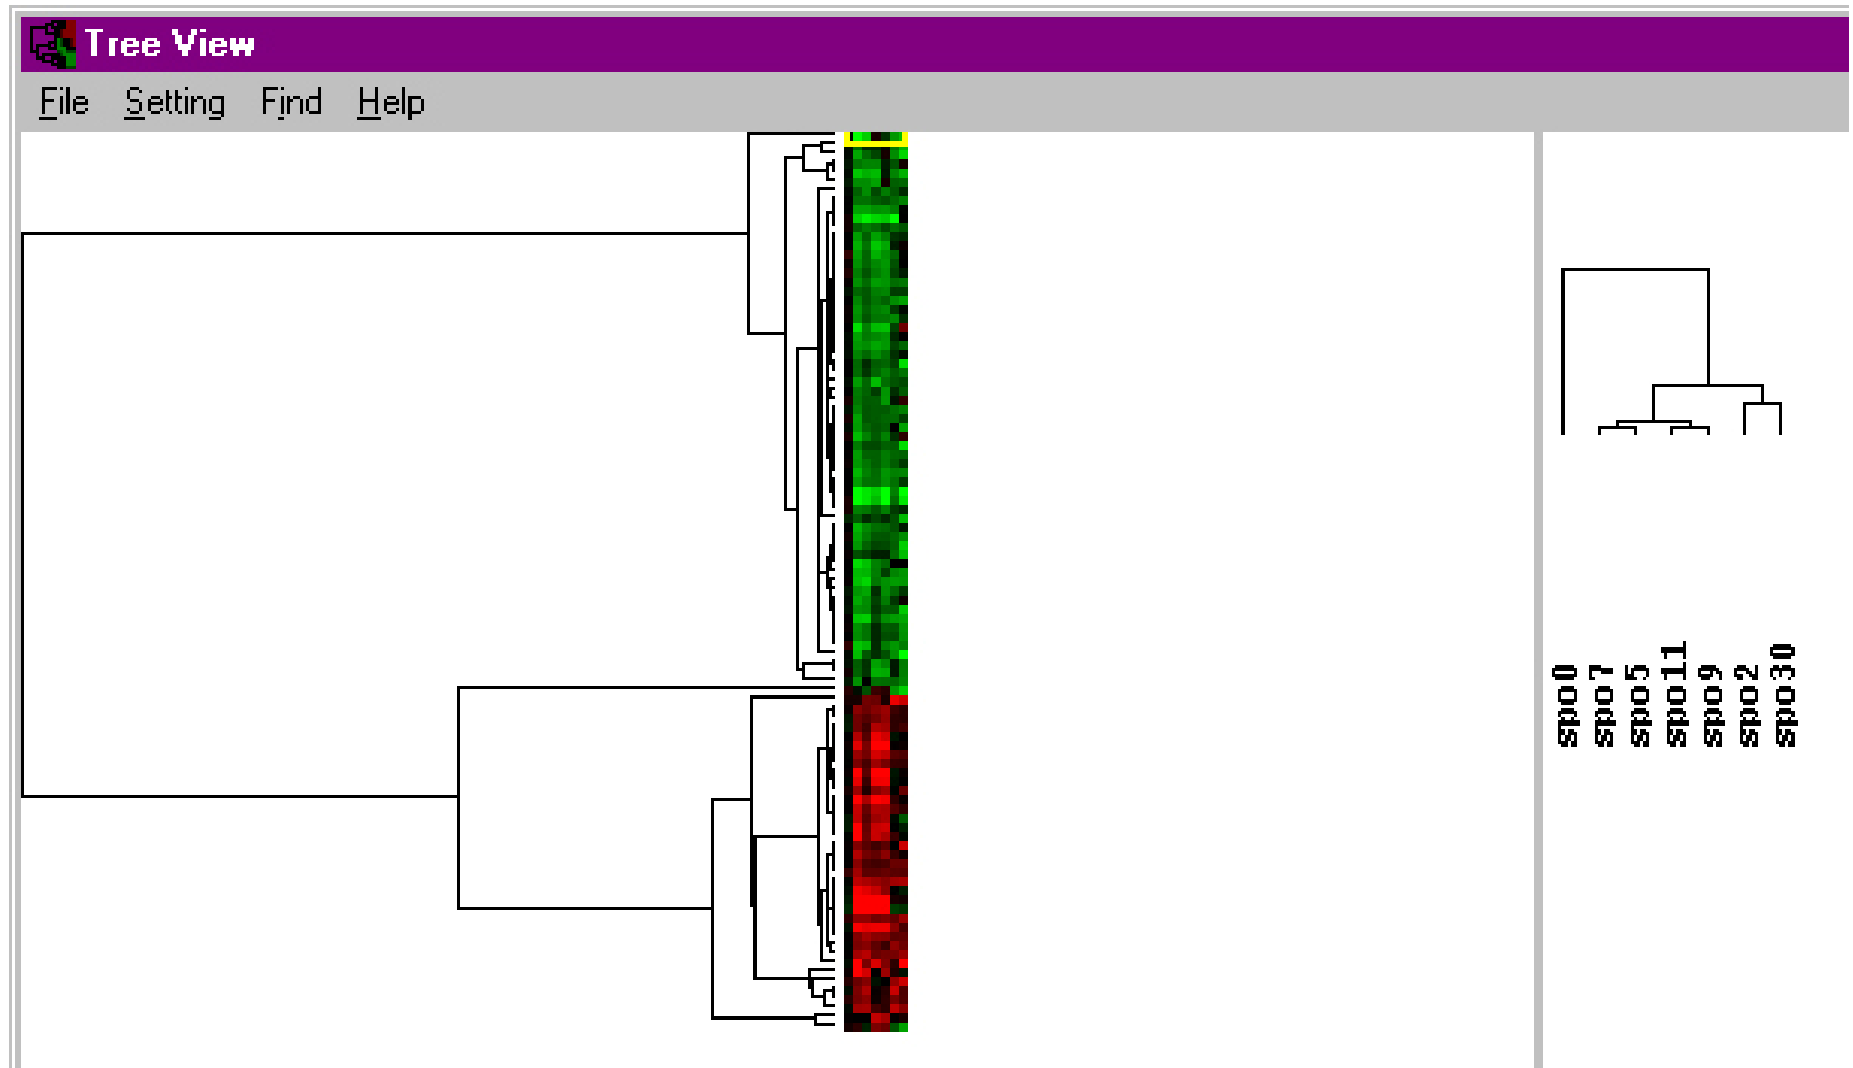 Tree View
File Setting Find Help
spo0
spo7
spo5
spo11
spo9
spo2
spo30